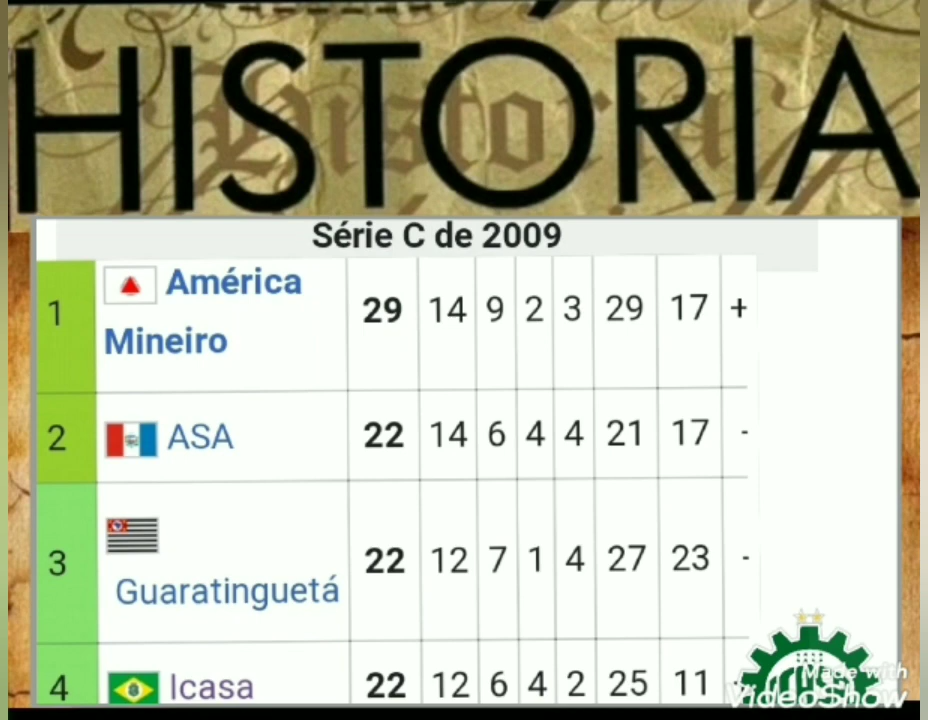 HISTÓRIA
História
Série C de 2009
1 América Mineiro 29 14 9 2 3 29 17 +
2 ASA 22 14 6 4 4 21 17 -
3 Guaratinguetá 22 12 7 1 4 27 23 -
4 Icasa 22 12 6 4 2 25 11
Made with
VideoShow